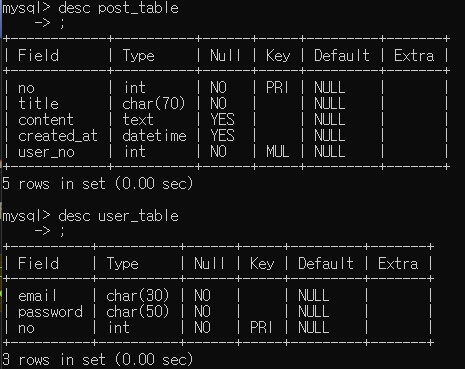 mysql> desc post_table
    -> ;
+------------+----------+------+-----+---------+-------+
| Field      | Type     | Null | Key | Default | Extra |
+------------+----------+------+-----+---------+-------+
| no         | int      | NO   | PRI | NULL    |       |
| title      | char(70) | NO   |     | NULL    |       |
| content    | text     | YES  |     | NULL    |       |
| created_at | datetime | YES  |     | NULL    |       |
| user_no    | int      | NO   | MUL | NULL    |       |
+------------+----------+------+-----+---------+-------+
5 rows in set (0.00 sec)
mysql> desc user_table
    -> ;
+----------+----------+------+-----+---------+-------+
| Field    | Type     | Null | Key | Default | Extra |
+----------+----------+------+-----+---------+-------+
| email    | char(30) | NO   |     | NULL    |       |
| password | char(50) | NO   |     | NULL    |       |
| no       | int      | NO   | PRI | NULL    |       |
+----------+----------+------+-----+---------+-------+
3 rows in set (0.00 sec)